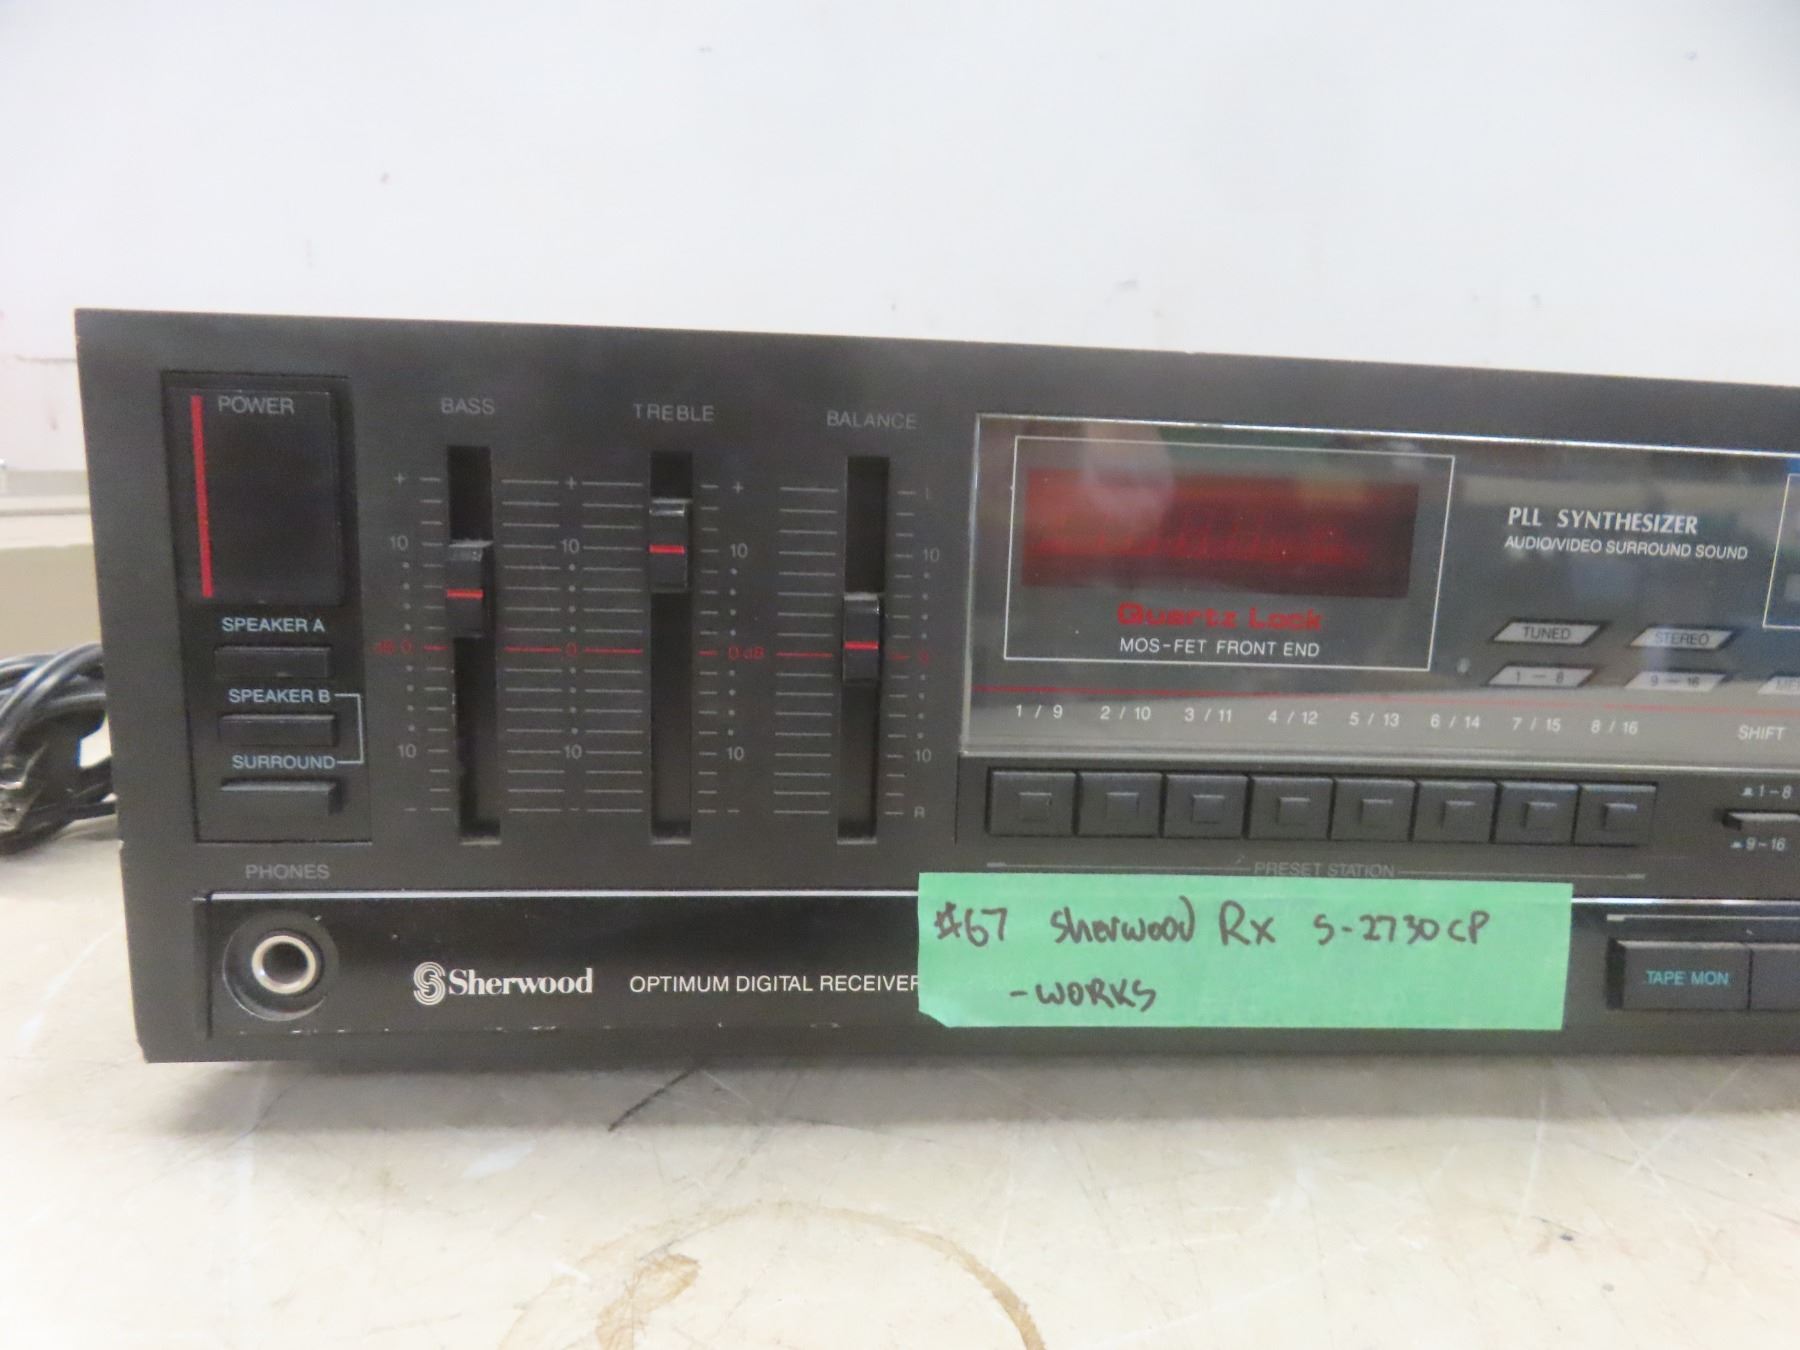 POWER
BASS
TREBLE
BALANCE
+ + + L
10 10 10 10
dB 0 0 0 dB 0
10 10 10 10
- - - R
SPEAKER A
SPEAKER B
SURROUND
PHONES
Sherwood OPTIMUM DIGITAL RECEIVER
Quartz Lock
MOS-FET FRONT END
PLL SYNTHESIZER
AUDIO/VIDEO SURROUND SOUND
TUNED STEREO
1 - 8 9 - 16
1 / 9 2 / 10 3 / 11 4 / 12 5 / 13 6 / 14 7 / 15 8 / 16 SHIFT
1-8
9-16
PRESET STATION
#67 Sherwood Rx S-2730CP
-WORKS
TAPE MON